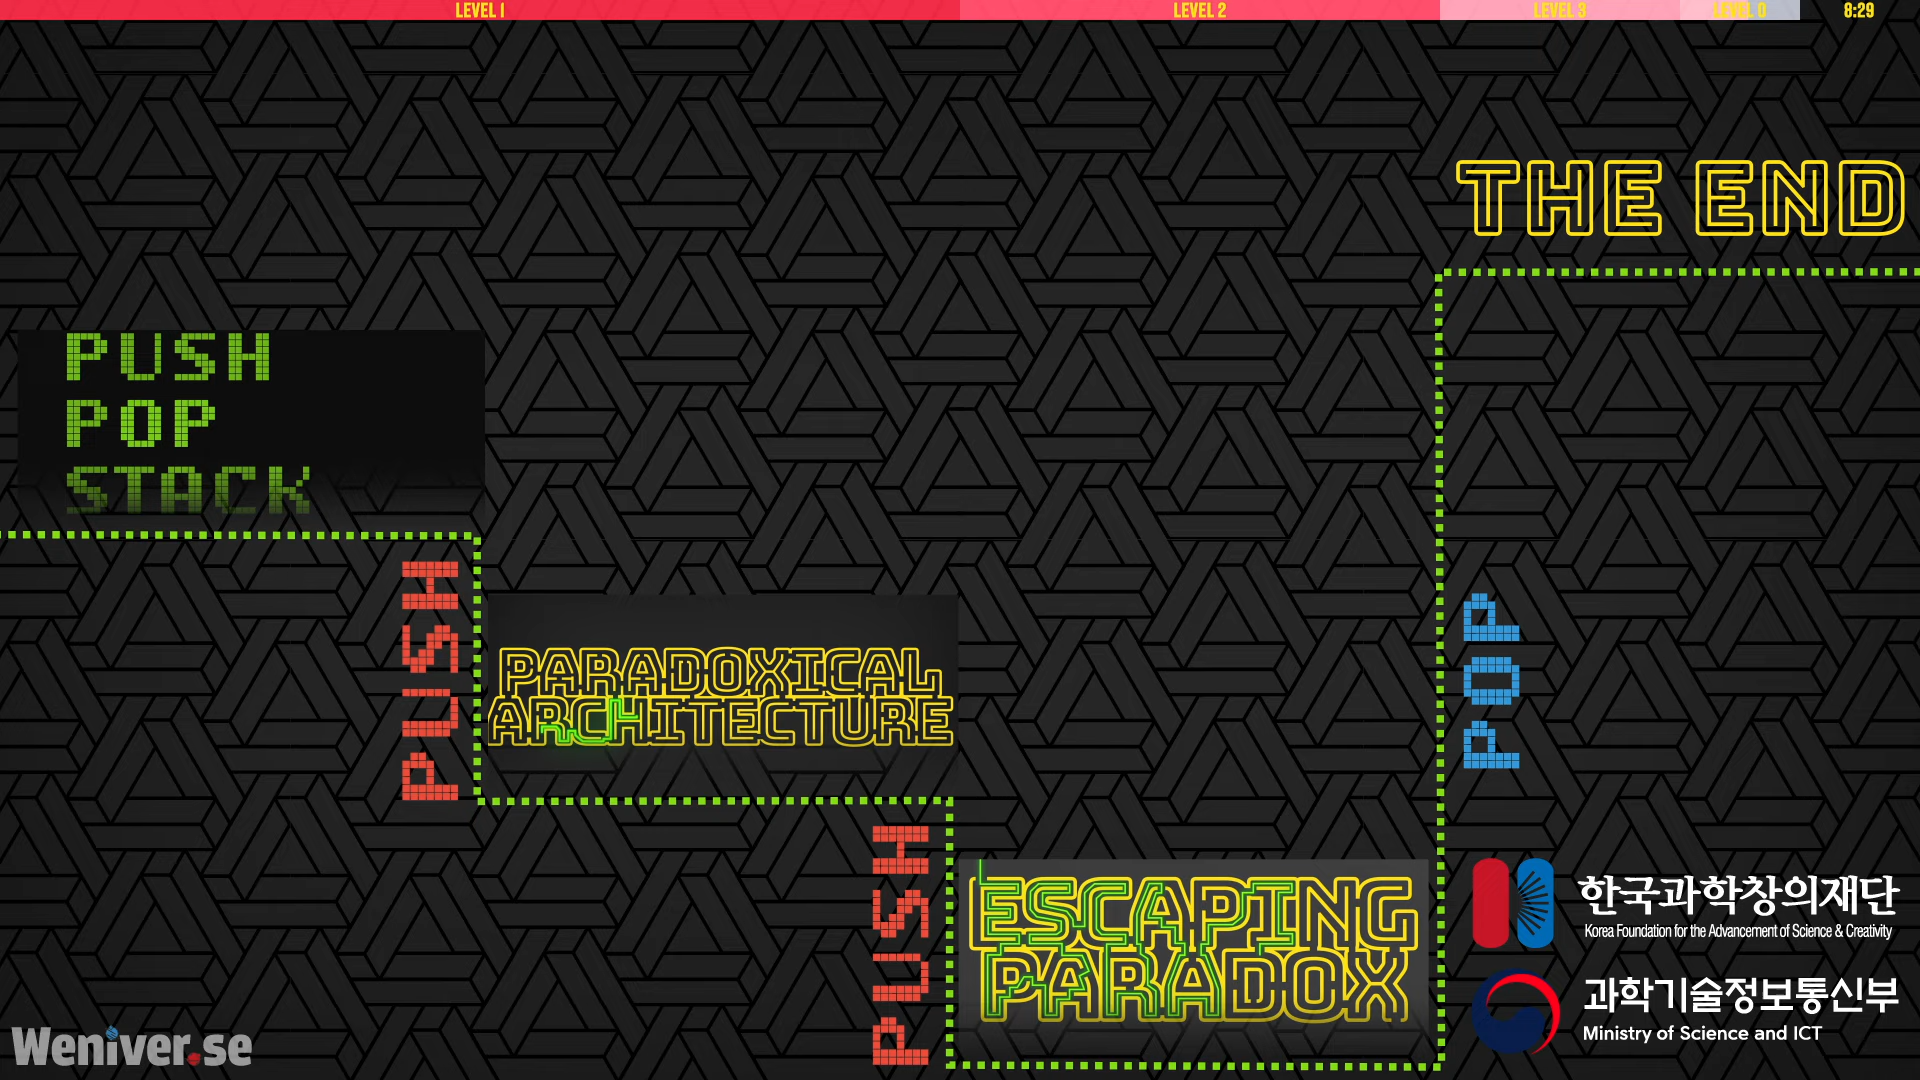 LEVEL 1
LEVEL 2
LEVEL 3
LEVEL 0
8:29
THE END
PUSH
POP
STACK
PUSH
PARADOXICAL
ARCHITECTURE
POP
PUSH
ESCAPING
PARADOX
한국과학창의재단
Korea Foundation for the Advancement of Science & Creativity
과학기술정보통신부
Ministry of Science and ICT
Weniver.se